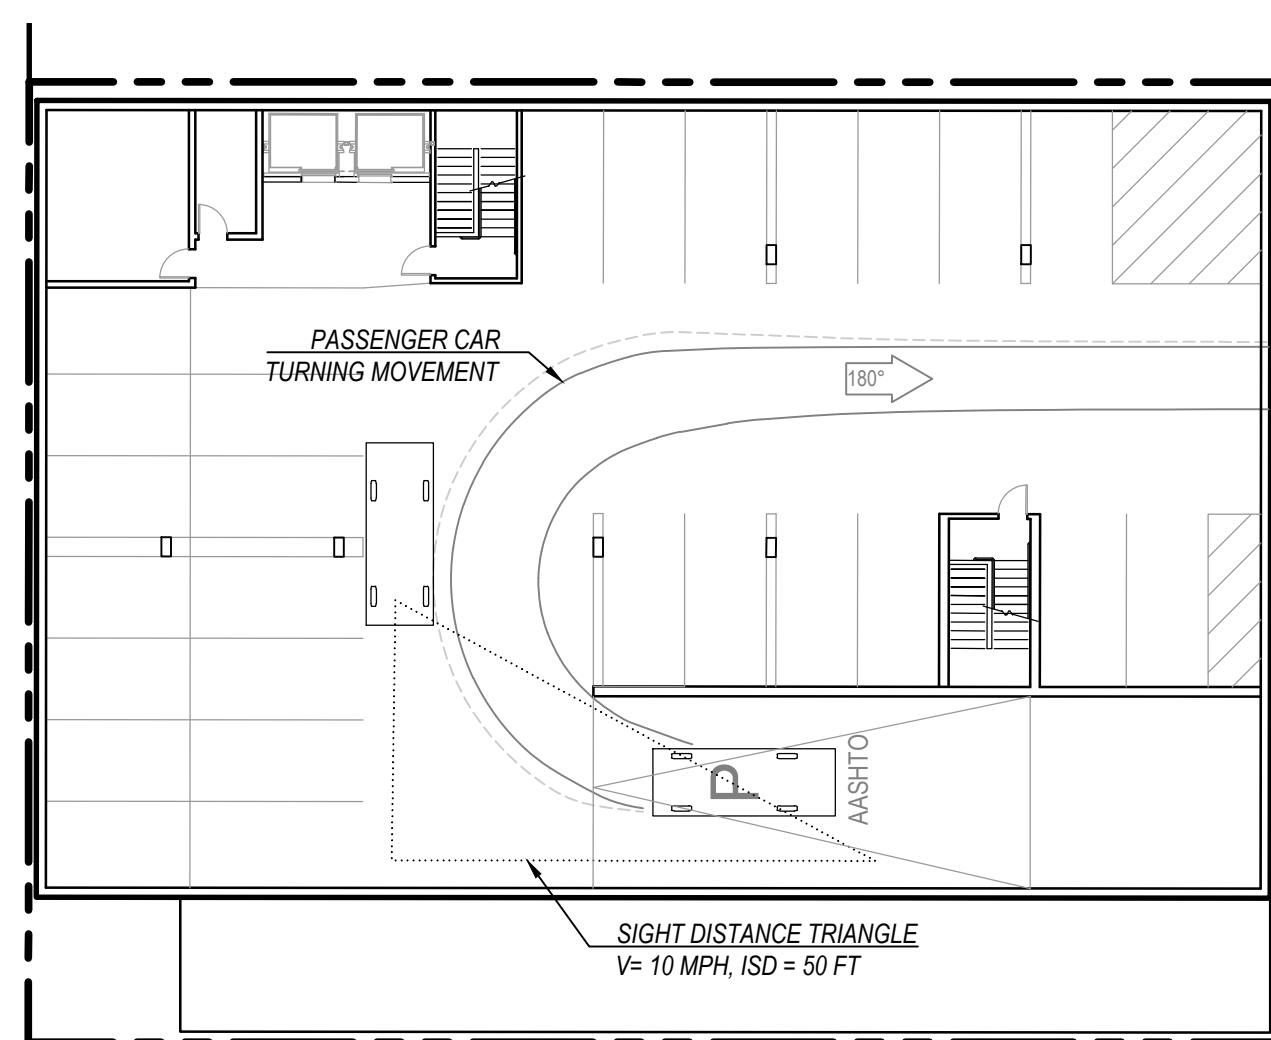 PASSENGER CAR
TURNING MOVEMENT
180°
P
AASHTO
SIGHT DISTANCE TRIANGLE
V= 10 MPH, ISD = 50 FT